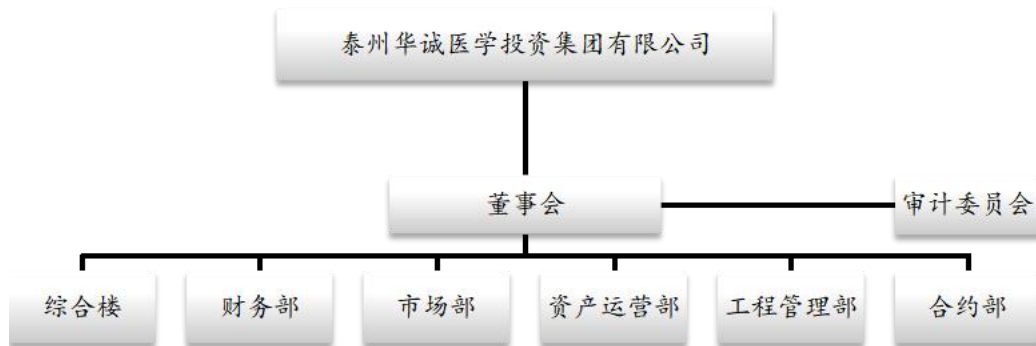 泰州华诚医学投资集团有限公司
董事会
审计委员会
综合楼
财务部
市场部
资产运营部
工程管理部
合约部